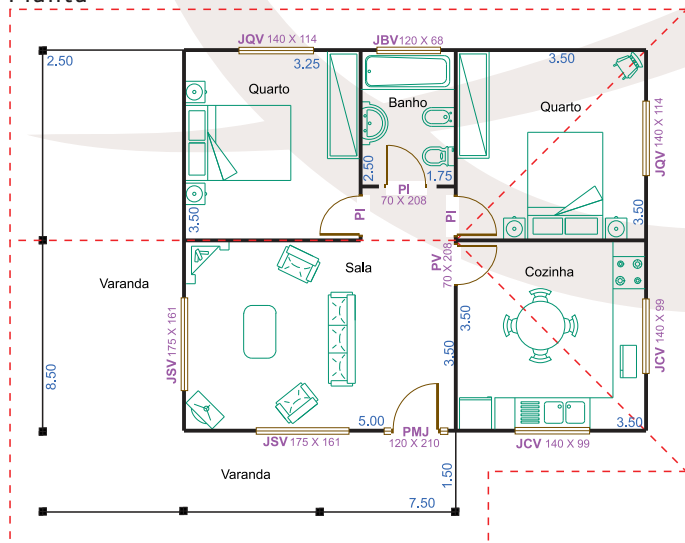 Planta
JQV 140 X 114
JBV 120 X 68
2.50
3.25
3.50
Quarto
Banho
Quarto
JQV 140 X 114
2.50
1.75
PI
70 X 208
3.50
PI
PI
3.50
Sala
PV
70 X 208
Cozinha
Varanda
3.50
3.50
JSV 175 X 161
JCV 140 X 99
8.50
5.00
3.50
JSV 175 X 161
PMJ
120 X 210
JCV 140 X 99
Varanda
1.50
7.50